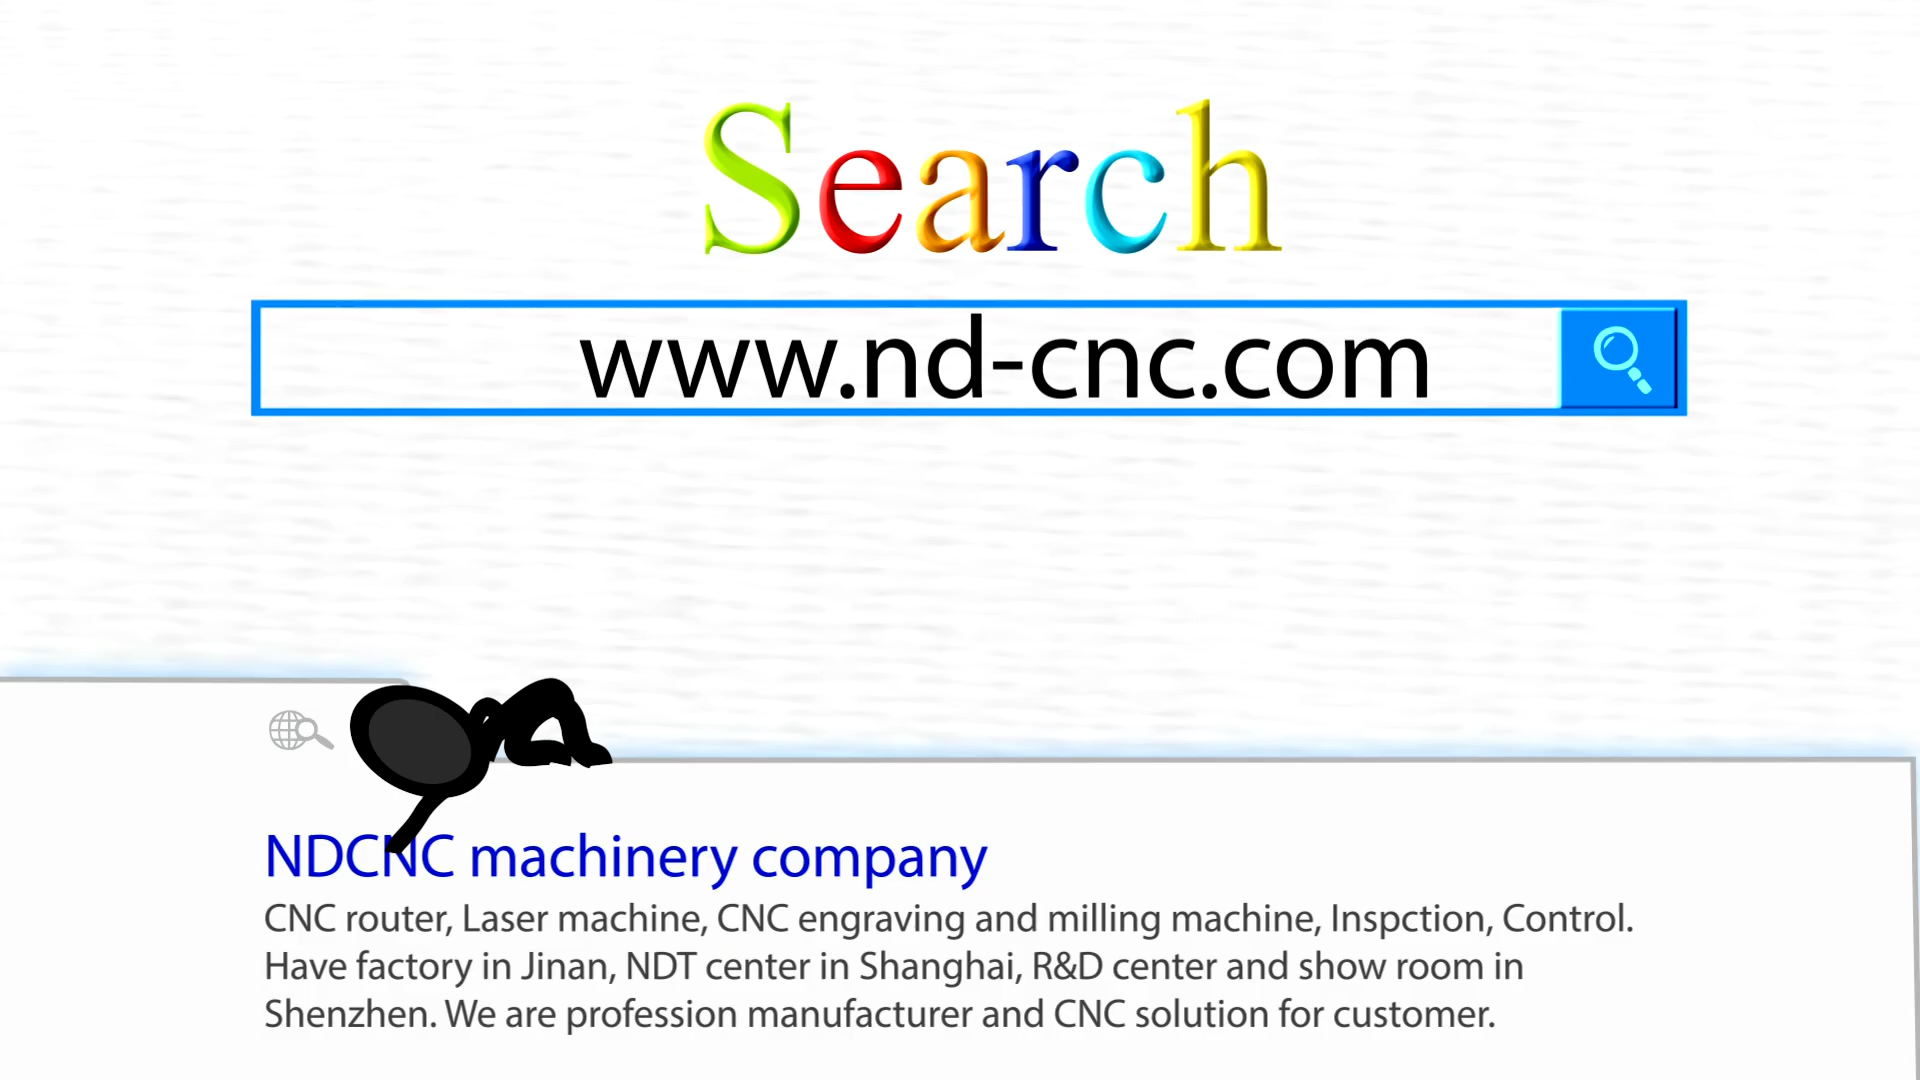 Search
www.nd-cnc.com
NDCNC machinery company
CNC router, Laser machine, CNC engraving and milling machine, Inspction, Control.
Have factory in Jinan, NDT center in Shanghai, R&D center and show room in
Shenzhen. We are profession manufacturer and CNC solution for customer.